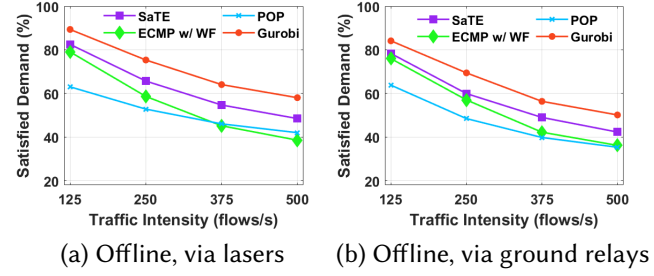 SaTE
POP
ECMP w/ WF
Gurobi
Satisfied Demand (%)
100
80
60
40
20
125
250
375
500
Traffic Intensity (flows/s)
(a) Offline, via lasers
SaTE
POP
ECMP w/ WF
Gurobi
Satisfied Demand (%)
100
80
60
40
20
125
250
375
500
Traffic Intensity (flows/s)
(b) Offline, via ground relays